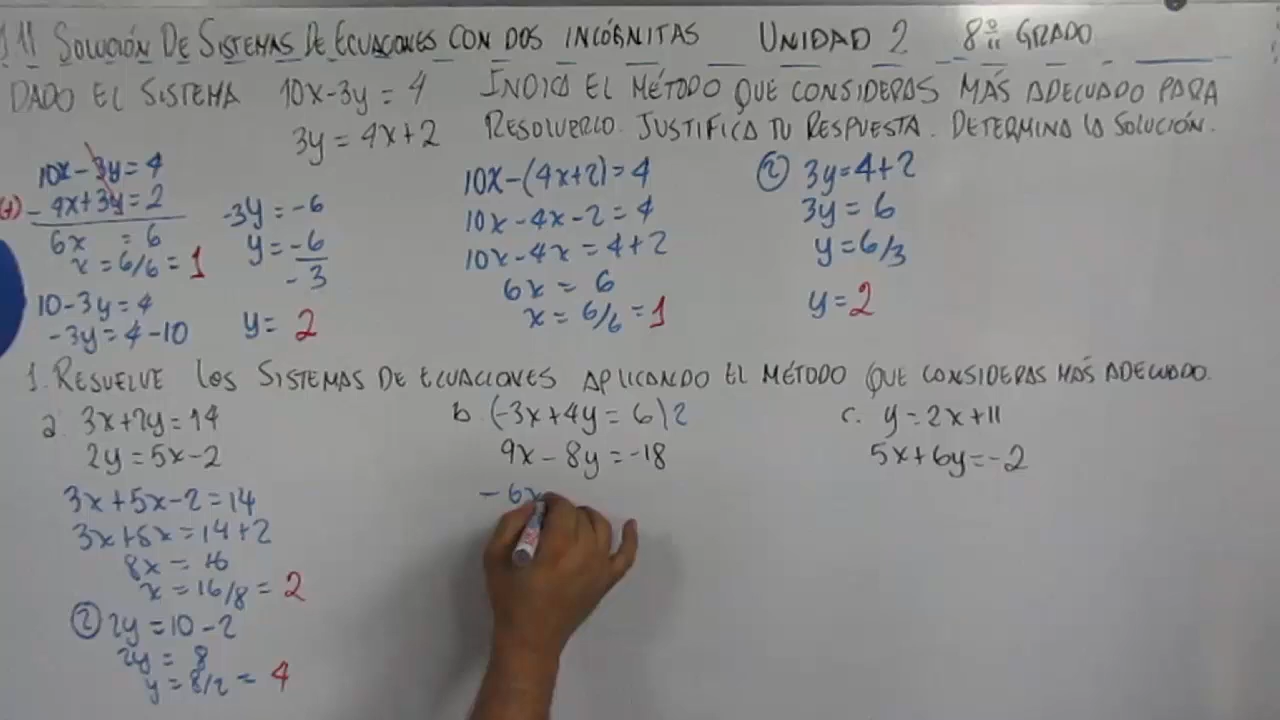 1.11 SOLUCIÓN DE SISTEMAS DE ECUACIONES CON DOS INCÓGNITAS UNIDAD 2 8º GRADO
DADO EL SISTEMA 10x-3y=4
3y=4x+2
INDICA EL MÉTODO QUE CONSIDERAS MÁS ADECUADO PARA
RESOLVERLO. JUSTIFICA TU RESPUESTA. DETERMINA LA SOLUCIÓN.
10x-3y=4
(+) -4x+3y=2
6x =6
x=6/6=1
10-3y=4
-3y=4-10
-3y=-6
y=-6
-3
y=2
10x-(4x+2)=4
10x-4x-2=4
10x-4x=4+2
6x=6
x=6/6=1
(2) 3y=4+2
3y=6
y=6/3
y=2
1. RESUELVE LOS SISTEMAS DE ECUACIONES APLICANDO EL MÉTODO QUE CONSIDERAS MÁS ADECUADO.
a. 3x+2y=14
2y=5x-2
3x+5x-2=14
3x+5x=14+2
8x=16
x=16/8=2
(2) 2y=10-2
2y=8
y=8/2=4
b. (-3x+4y=6)2
9x-8y=-18
-6x
c. y=2x+11
5x+6y=-2